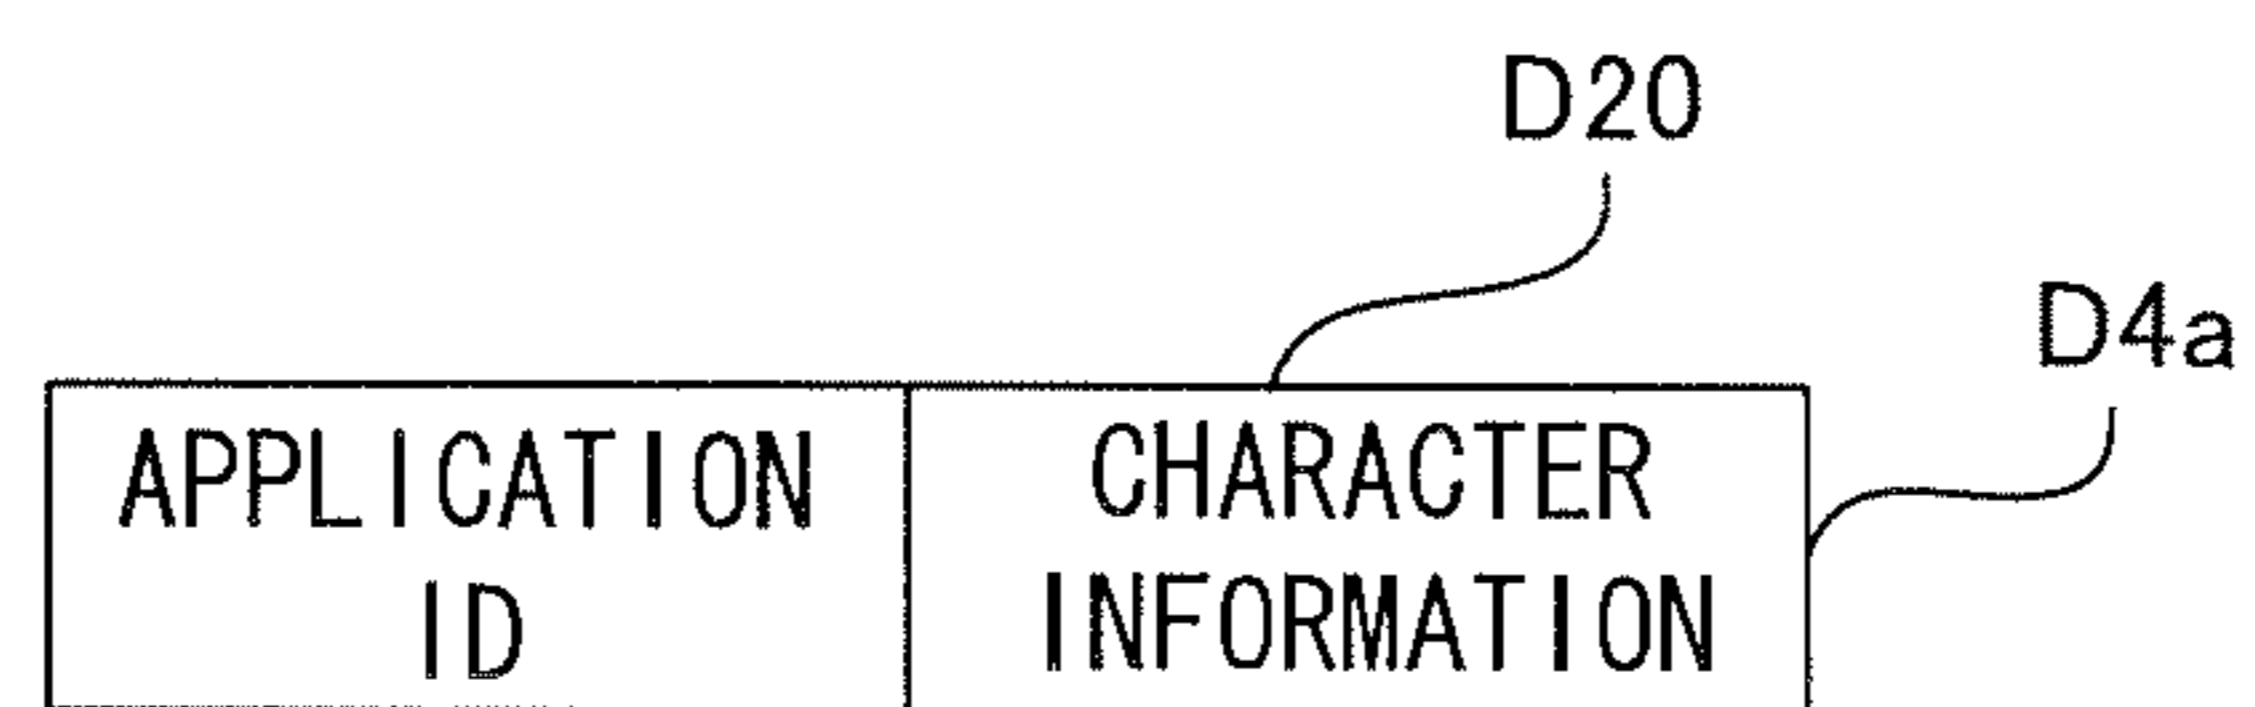 D20
D4a
APPLICATION
ID
CHARACTER
INFORMATION